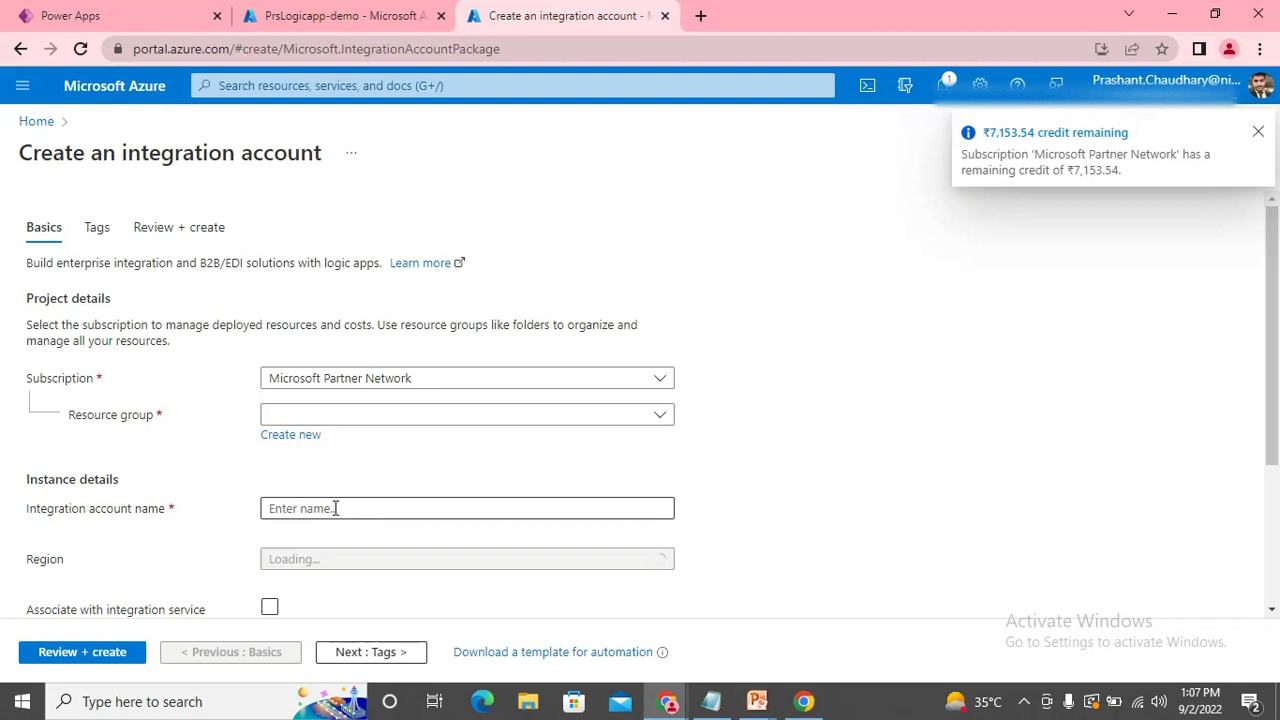 Power Apps
PrsLogicapp-demo - Microsoft A
Create an integration account - M
portal.azure.com/#create/Microsoft.IntegrationAccountPackage
Microsoft Azure
Search resources, services, and docs (G+/)
1
Prashant.Chaudhary@ni...
Home >
Create an integration account ...
₹7,153.54 credit remaining
Subscription 'Microsoft Partner Network' has a
remaining credit of ₹7,153.54.
Basics Tags Review + create
Build enterprise integration and B2B/EDI solutions with logic apps. Learn more
Project details
Select the subscription to manage deployed resources and costs. Use resource groups like folders to organize and
manage all your resources.
Subscription * Microsoft Partner Network
Resource group *
Create new
Instance details
Integration account name * Enter name..
Region Loading...
Associate with integration service
Activate Windows
Go to Settings to activate Windows.
Review + create < Previous : Basics Next : Tags > Download a template for automation
Type here to search
35°C
1:07 PM
9/2/2022
2